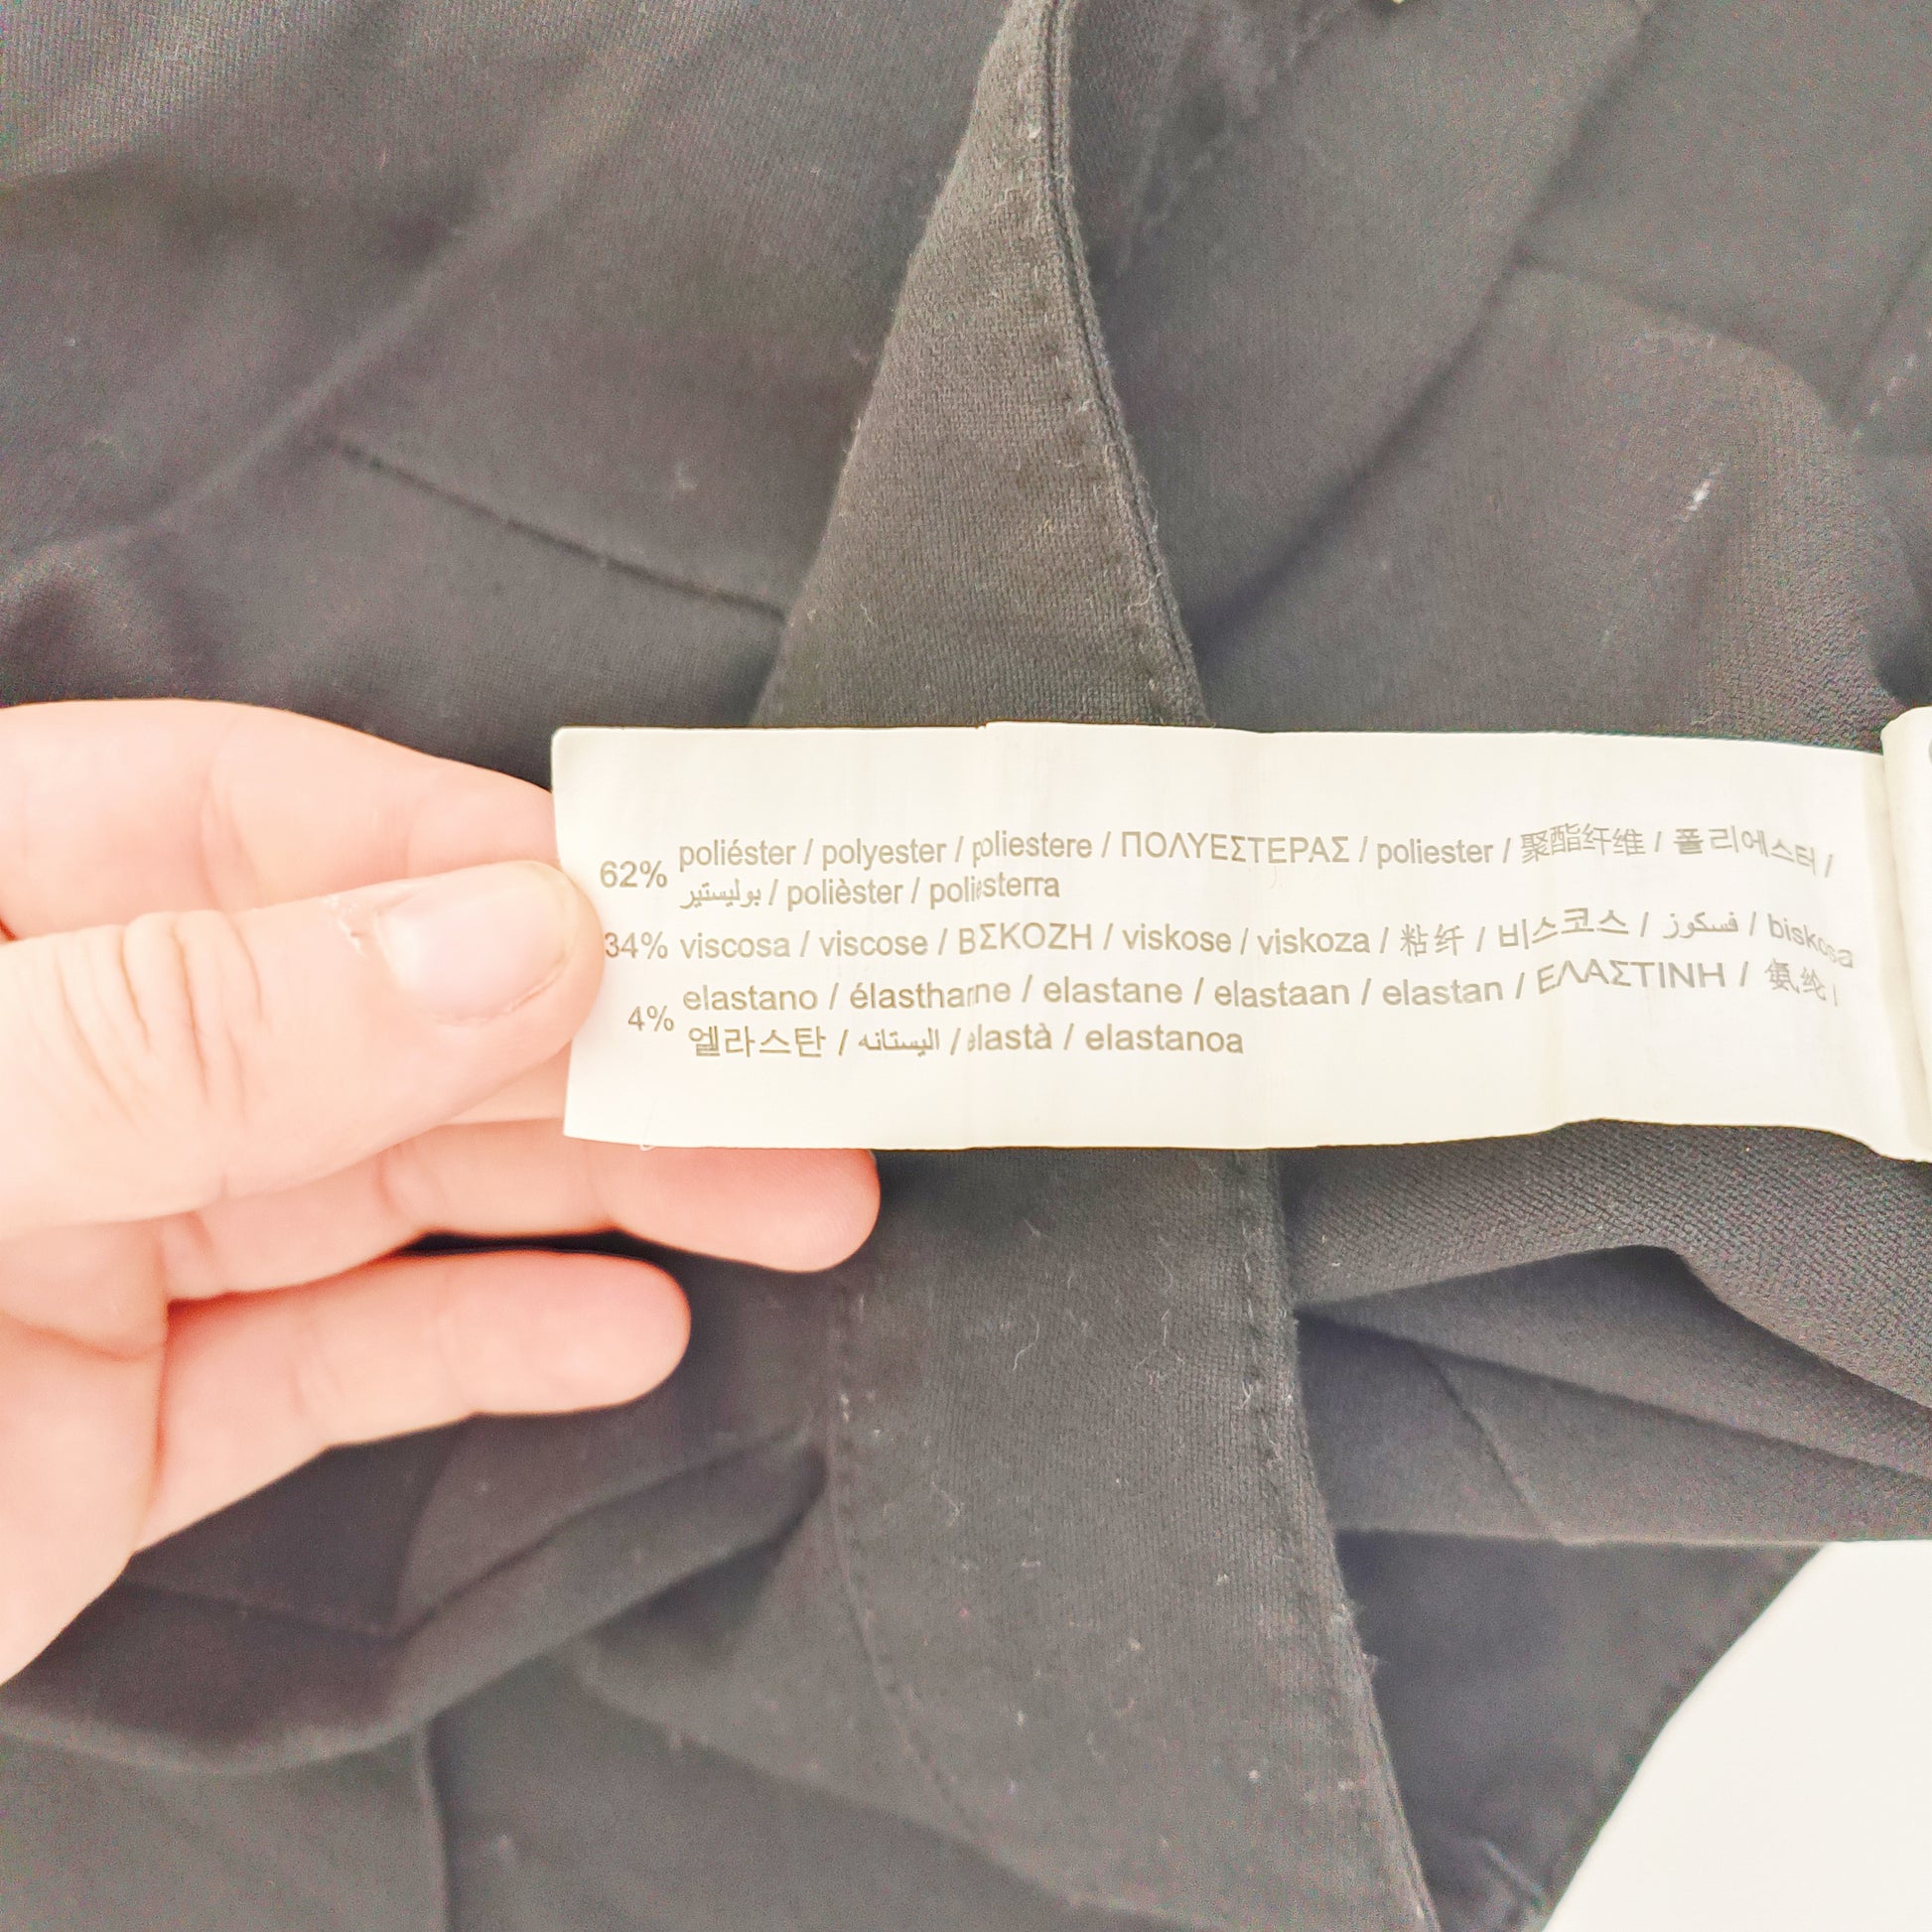 62% poliéster / polyester / poliestere / ΠΟΛΥΕΣΤΕΡΑΣ / poliester / 聚酯纤维 / 폴리에스터 /
بوليستير / polièster / poliesterra
34% viscosa / viscose / ΒΣΚΟΖΗ / viskose / viskoza / 粘纤 / 비스코스 / فسكوز / biskosa
4% elastano / élasthanne / elastane / elastaan / elastan / ΕΛΑΣΤΙΝΗ / 氨纶 /
엘라스탄 / اليستانه / elastà / elastanoa